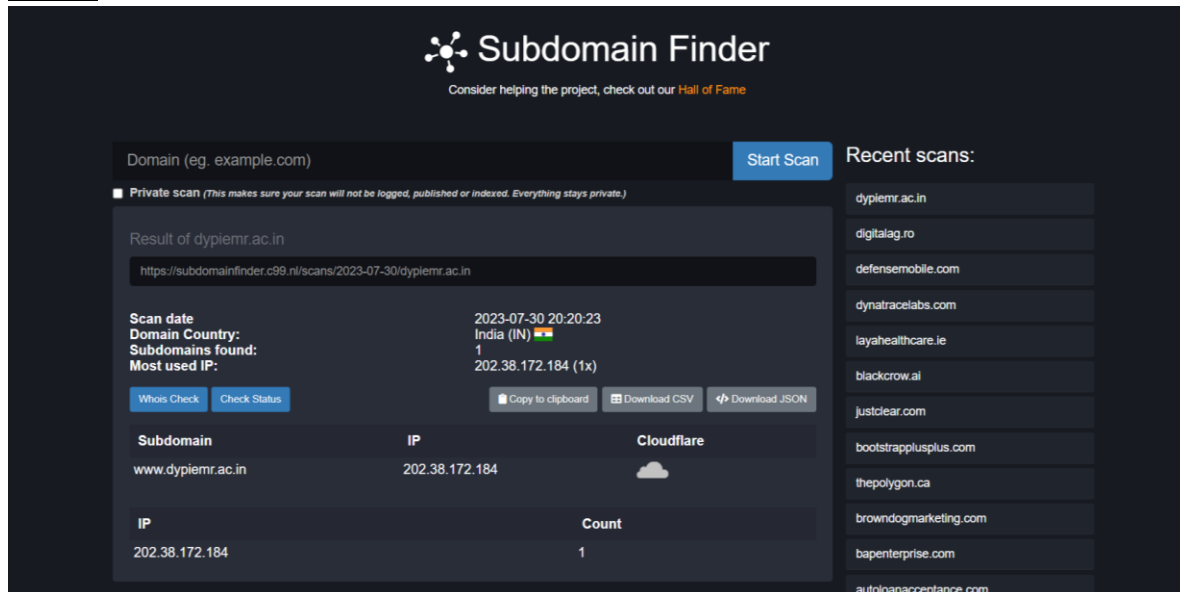 Subdomain Finder
Consider helping the project, check out our Hall of Fame
Domain (eg. example.com)
Start Scan
Private scan (This makes sure your scan will not be logged, published or indexed. Everything stays private.)
Result of dypiemr.ac.in
https://subdomainfinder.c99.nl/scans/2023-07-30/dypiemr.ac.in
Scan date 2023-07-30 20:20:23
Domain Country: India (IN)
Subdomains found: 1
Most used IP: 202.38.172.184 (1x)
Whois Check Check Status Copy to clipboard Download CSV Download JSON
Subdomain IP Cloudflare
www.dypiemr.ac.in 202.38.172.184
IP Count
202.38.172.184 1
Recent scans:
dypiemr.ac.in
digitalag.ro
defensemobile.com
dynatracelabs.com
layahealthcare.ie
blackcrow.ai
justclear.com
bootstrapplusplus.com
thepolygon.ca
browndogmarketing.com
bapenterprise.com
autoloanacceptance.com